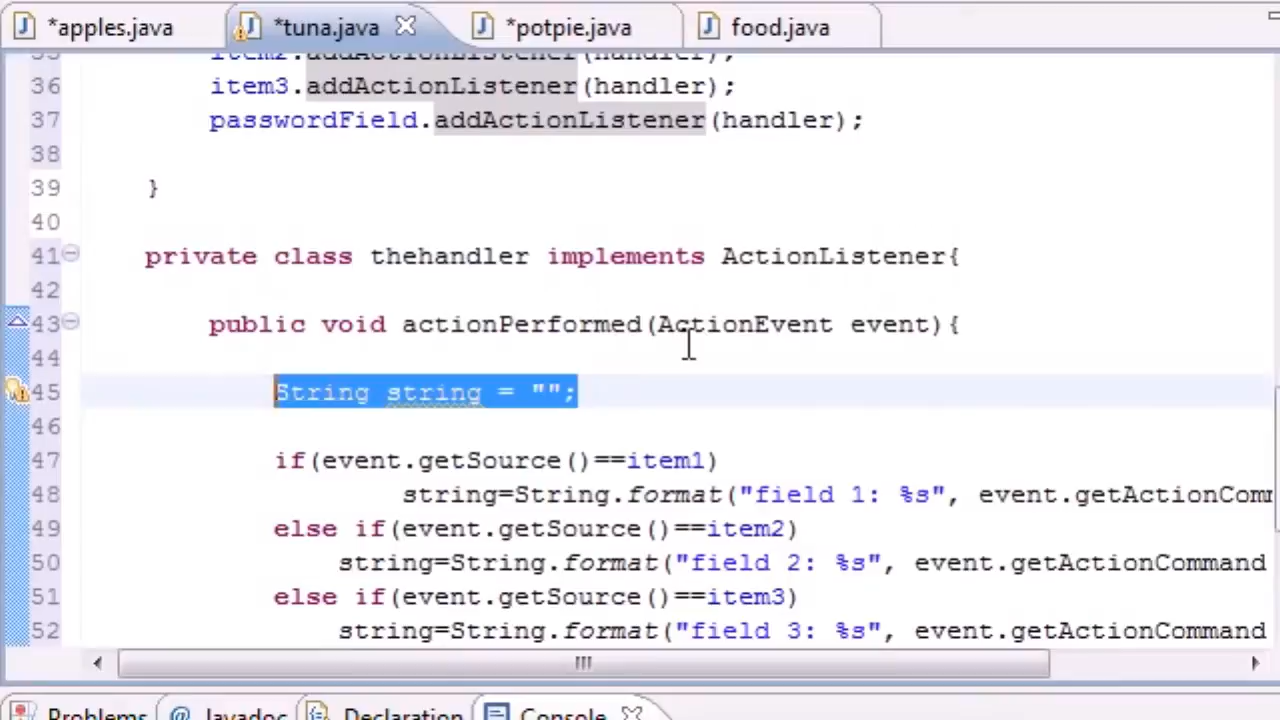 *apples.java *tuna.java *potpie.java food.java
35 item2.addActionListener(handler);
36 item3.addActionListener(handler);
37 passwordField.addActionListener(handler);
38
39 }
40
41 private class thehandler implements ActionListener{
42
43 public void actionPerformed(ActionEvent event){
44
45 String string = "";
46
47 if(event.getSource()==item1)
48 string=String.format("field 1: %s", event.getActionComm
49 else if(event.getSource()==item2)
50 string=String.format("field 2: %s", event.getActionCommand
51 else if(event.getSource()==item3)
52 string=String.format("field 3: %s", event.getActionCommand
Problems @ Javadoc Declaration Console